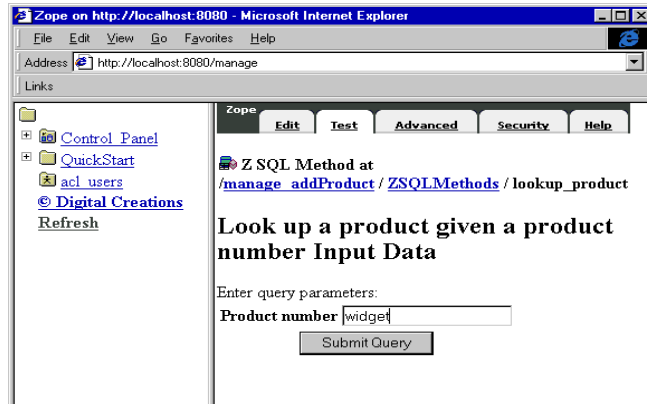 Zope on http://localhost:8080 - Microsoft Internet Explorer
File Edit View Go Favorites Help
Address http://localhost:8080/manage
Links
Zope
Edit Test Advanced Security Help
Control_Panel
QuickStart
acl_users
© Digital Creations
Refresh
Z SQL Method at
/manage_addProduct / ZSQLMethods / lookup_product
Look up a product given a product
number Input Data
Enter query parameters:
Product number widget
Submit Query